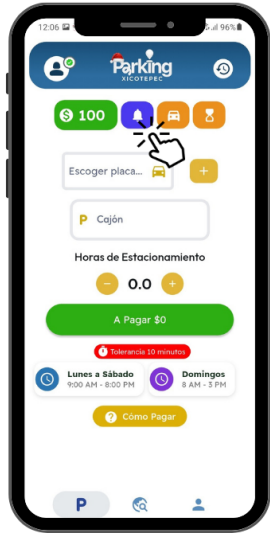 12:06
96%
Parking
XICOTEPEC
$ 100
Escoger placa...
+
P Cajón
Horas de Estacionamiento
- 0.0 +
A Pagar $0
Tolerancia 10 minutos
Lunes a Sábado
9:00 AM - 8:00 PM
Domingos
8 AM - 3 PM
? Cómo Pagar
P